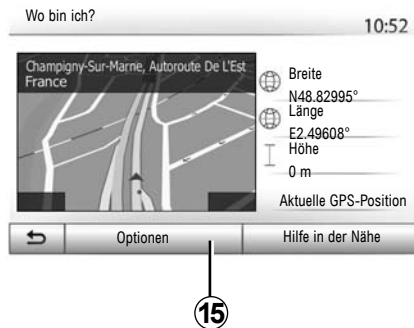 Wo bin ich?
10:52
Champigny-Sur-Marne, Autoroute De L'Est
France
Breite
N48.82995°
Länge
E2.49608°
Höhe
0 m
Aktuelle GPS-Position
Optionen
Hilfe in der Nähe
15